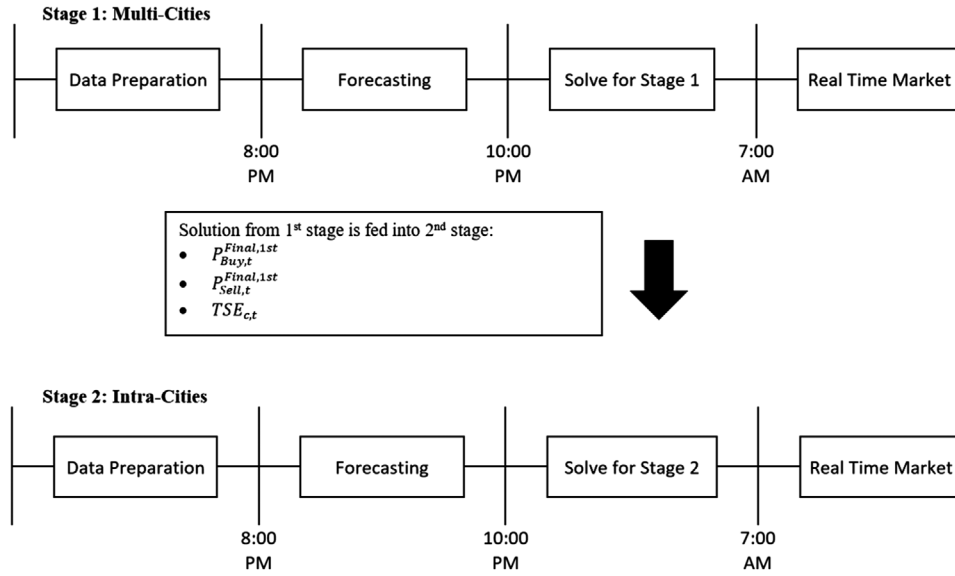 Stage 1: Multi-Cities
Data Preparation
Forecasting
Solve for Stage 1
Real Time Market
8:00
PM
10:00
PM
7:00
AM
Solution from 1st stage is fed into 2nd stage:
• P_{Buy,t}^{Final,1st}
• P_{Sell,t}^{Final,1st}
• TSE_{c,t}
Stage 2: Intra-Cities
Data Preparation
Forecasting
Solve for Stage 2
Real Time Market
8:00
PM
10:00
PM
7:00
AM